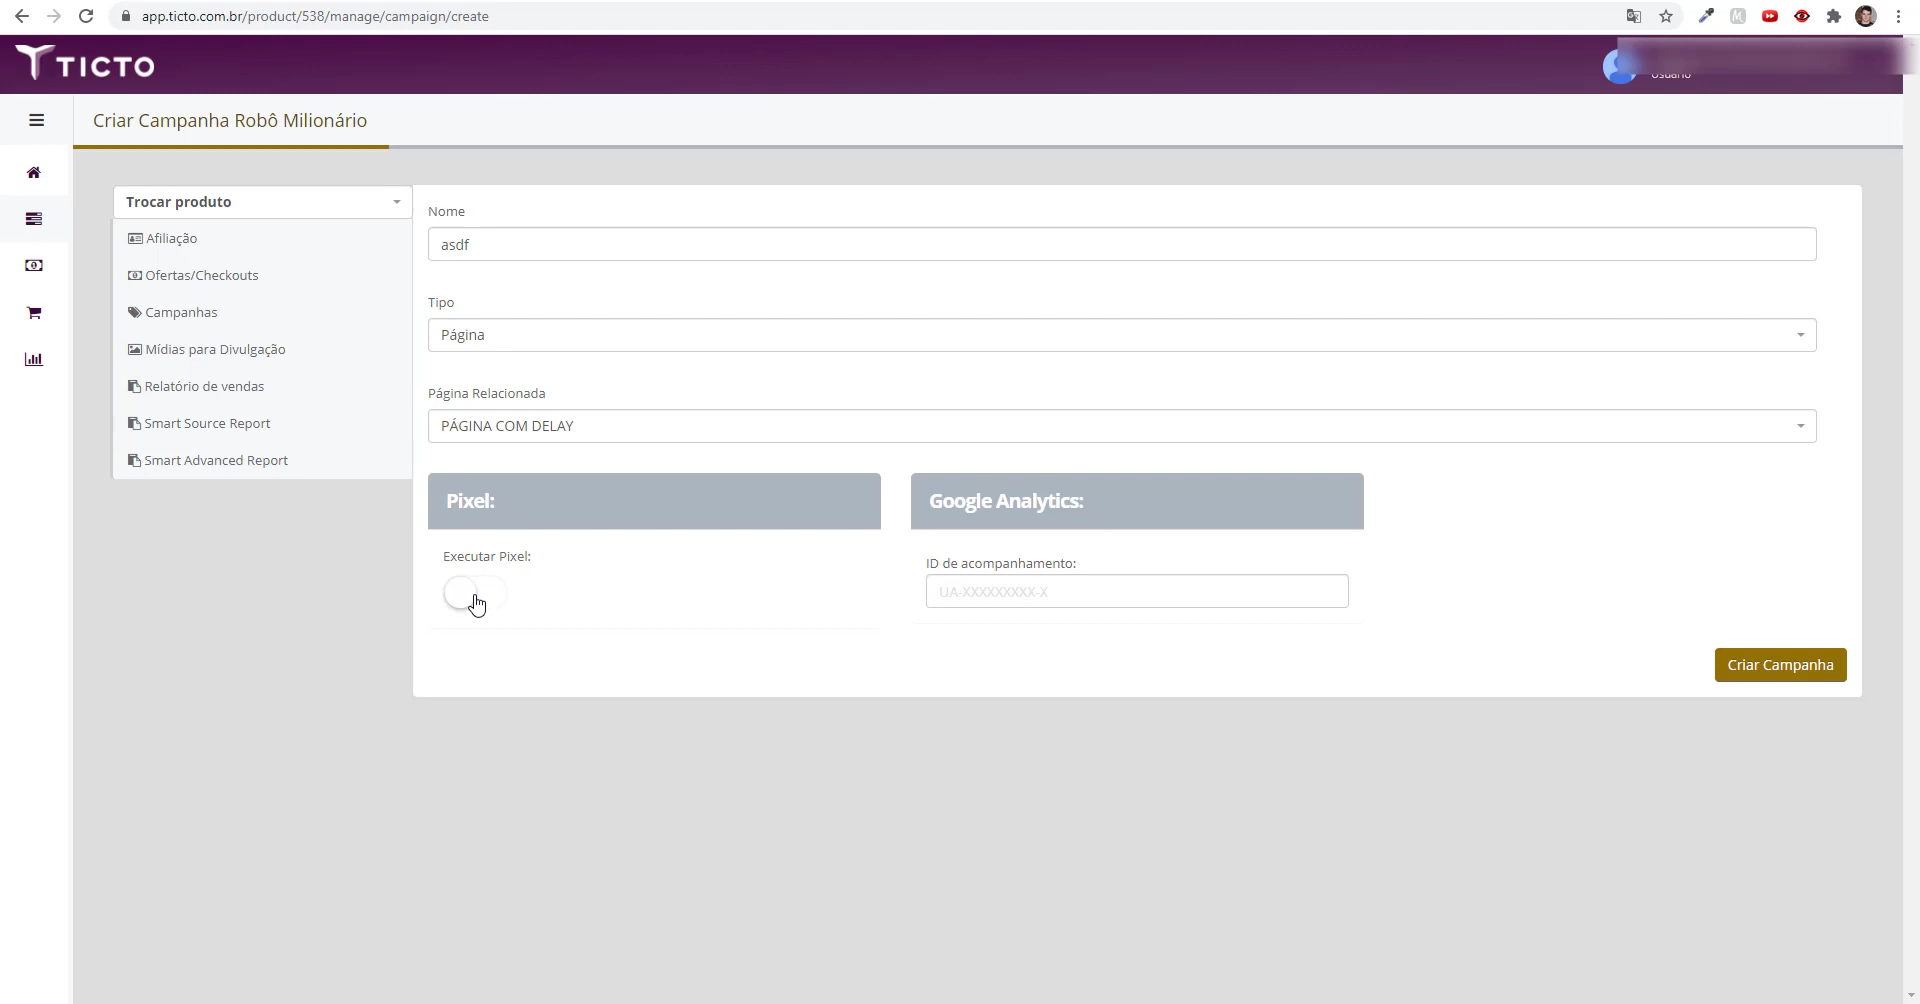 app.ticto.com.br/product/538/manage/campaign/create
TICTO
Usuário
Criar Campanha Robô Milionário
Trocar produto
Afiliação
Ofertas/Checkouts
Campanhas
Mídias para Divulgação
Relatório de vendas
Smart Source Report
Smart Advanced Report
Nome
asdf
Tipo
Página
Página Relacionada
PÁGINA COM DELAY
Pixel:
Executar Pixel:
Google Analytics:
ID de acompanhamento:
UA-XXXXXXXXX-X
Criar Campanha